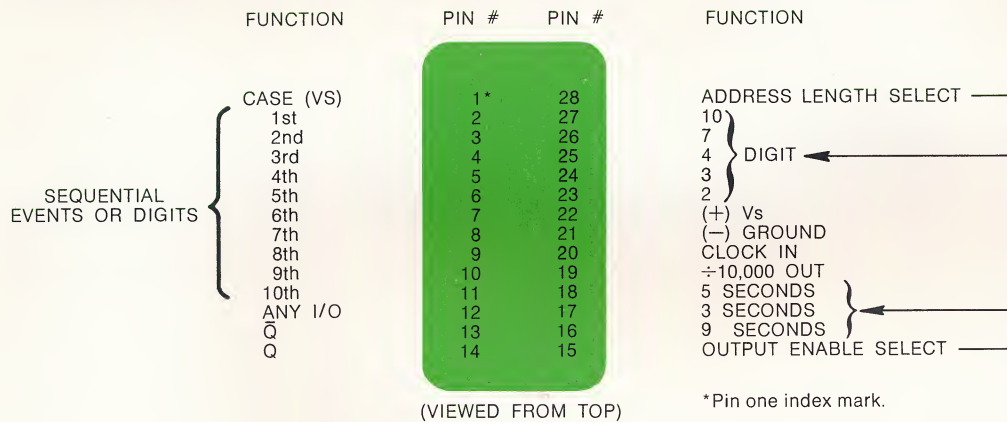 FUNCTION PIN # PIN # FUNCTION
CASE (VS) 1* 28 ADDRESS LENGTH SELECT
1st 2 27 10
2nd 3 26 7
3rd 4 25 4 DIGIT
4th 5 24 3
SEQUENTIAL EVENTS OR DIGITS
5th 6 23 2
6th 7 22 (+) Vs
7th 8 21 (−) GROUND
8th 9 20 CLOCK IN
9th 10 19 ÷10,000 OUT
10th 11 18 5 SECONDS
ANY I/O 12 17 3 SECONDS
Q̄ 13 16 9 SECONDS
Q 14 15 OUTPUT ENABLE SELECT
(VIEWED FROM TOP)
*Pin one index mark.